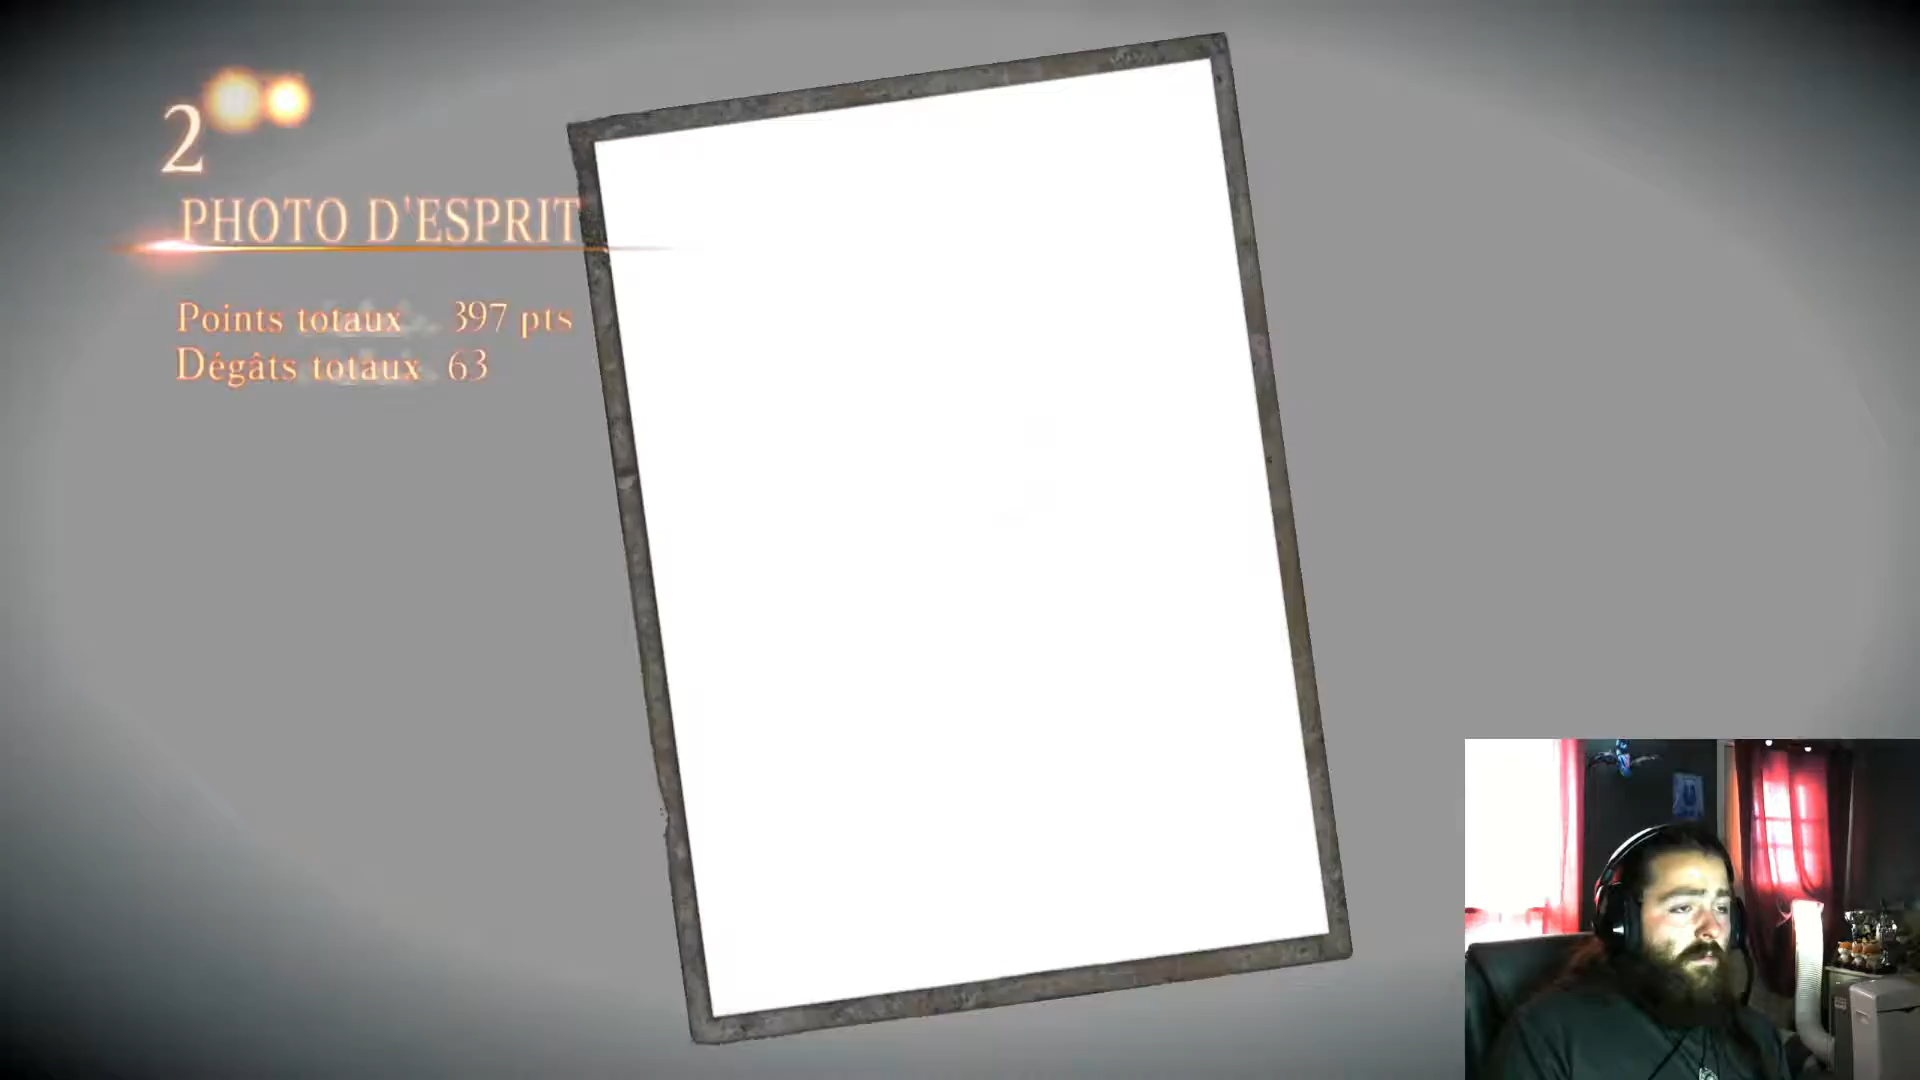 2
PHOTO D'ESPRIT
Points totaux 397 pts
Dégâts totaux 63